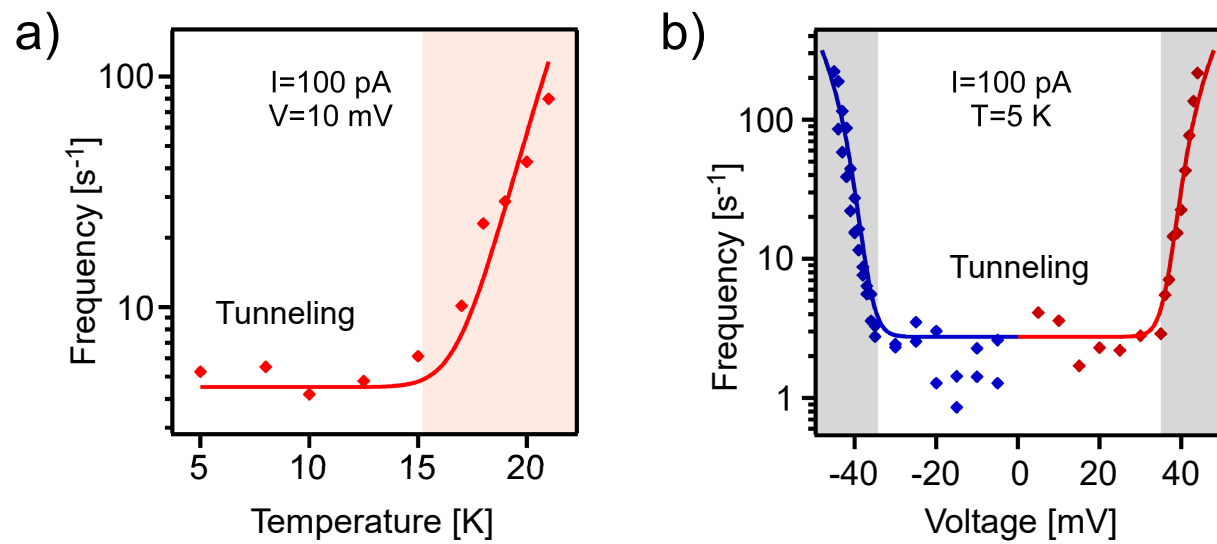 a)
I=100 pA
V=10 mV
Tunneling
100
10
5
10
15
20
Frequency [s⁻¹]
Temperature [K]
b)
I=100 pA
T=5 K
Tunneling
100
10
1
-40
-20
0
20
40
Frequency [s⁻¹]
Voltage [mV]